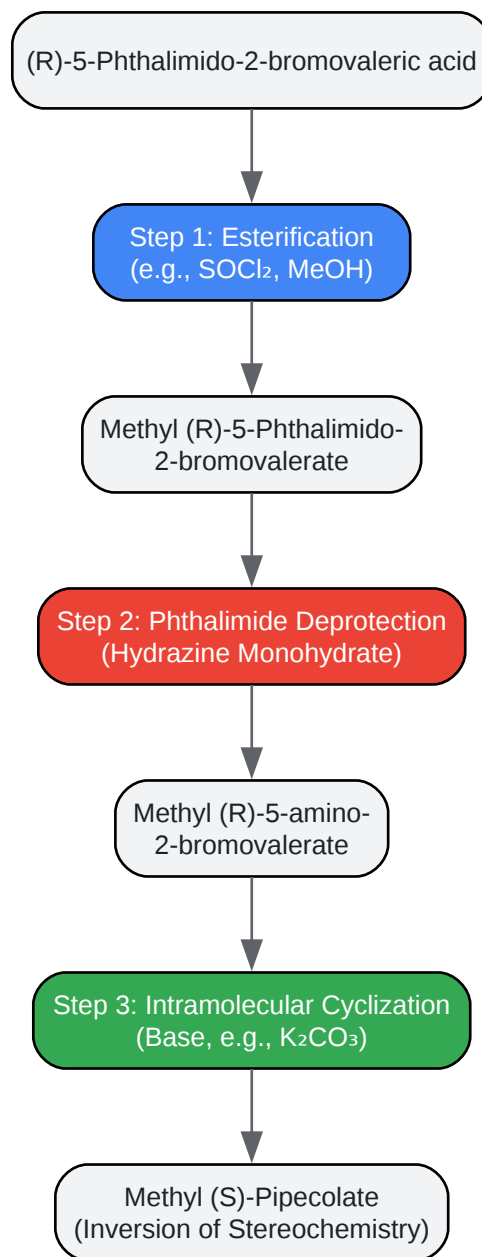 (R)-5-Phthalimido-2-bromovaleric acid
Step 1: Esterification
(e.g., SOCl₂, MeOH)
Methyl (R)-5-Phthalimido-
2-bromovalerate
Step 2: Phthalimide Deprotection
(Hydrazine Monohydrate)
Methyl (R)-5-amino-
2-bromovalerate
Step 3: Intramolecular Cyclization
(Base, e.g., K₂CO₃)
Methyl (S)-Pipecolate
(Inversion of Stereochemistry)